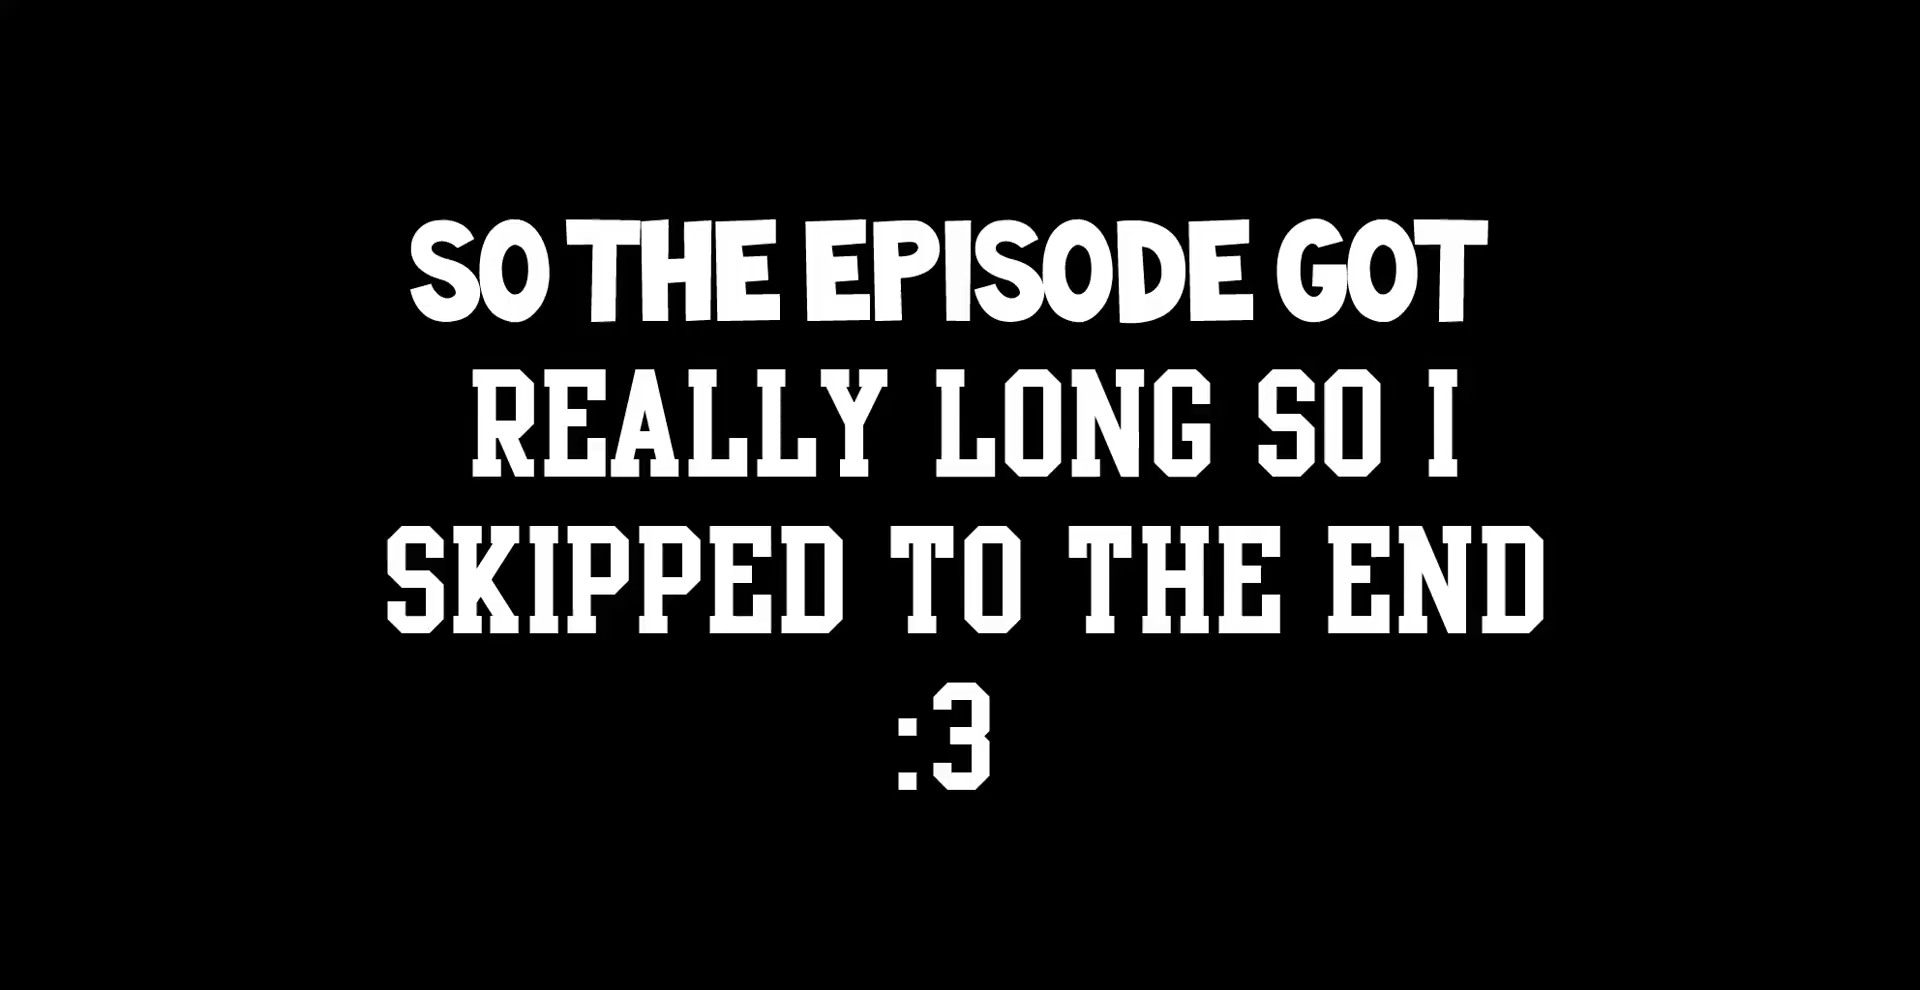 SO THE EPISODE GOT
REALLY LONG SO I
SKIPPED TO THE END
:3